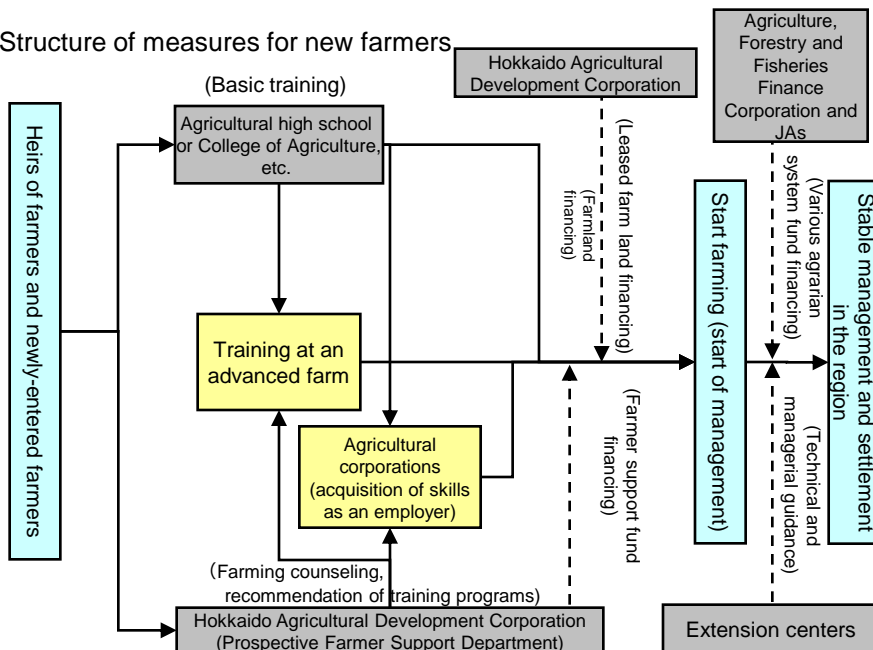 Structure of measures for new farmers
(Basic training)
Heirs of farmers and newly-entered farmers
Agricultural high school
or College of Agriculture,
etc.
Hokkaido Agricultural
Development Corporation
Agriculture,
Forestry and
Fisheries
Finance
Corporation and
JAs
(Leased farm land financing)
(Farmland
financing)
Training at an
advanced farm
Agricultural
corporations
(acquisition of skills
as an employer)
(Farmer support fund
financing)
Start farming (start of management)
(Various agrarian
system fund financing)
(Technical and
managerial guidance)
Stable management and settlement
in the region
(Farming counseling,
recommendation of training programs)
Hokkaido Agricultural Development Corporation
(Prospective Farmer Support Department)
Extension centers